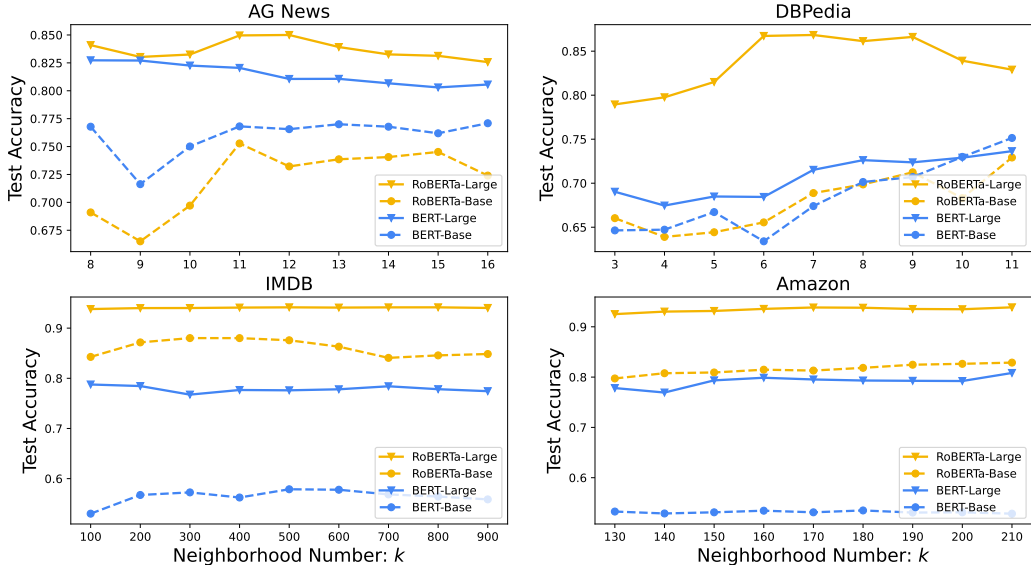 AG News
Test Accuracy
0.850
0.825
0.800
0.775
0.750
0.725
0.700
0.675
8 9 10 11 12 13 14 15 16
RoBERTa-Large
RoBERTa-Base
BERT-Large
BERT-Base
DBPedia
Test Accuracy
0.85
0.80
0.75
0.70
0.65
3 4 5 6 7 8 9 10 11
RoBERTa-Large
RoBERTa-Base
BERT-Large
BERT-Base
IMDB
Test Accuracy
0.9
0.8
0.7
0.6
100 200 300 400 500 600 700 800 900
Neighborhood Number: k
RoBERTa-Large
RoBERTa-Base
BERT-Large
BERT-Base
Amazon
Test Accuracy
0.9
0.8
0.7
0.6
130 140 150 160 170 180 190 200 210
Neighborhood Number: k
RoBERTa-Large
RoBERTa-Base
BERT-Large
BERT-Base